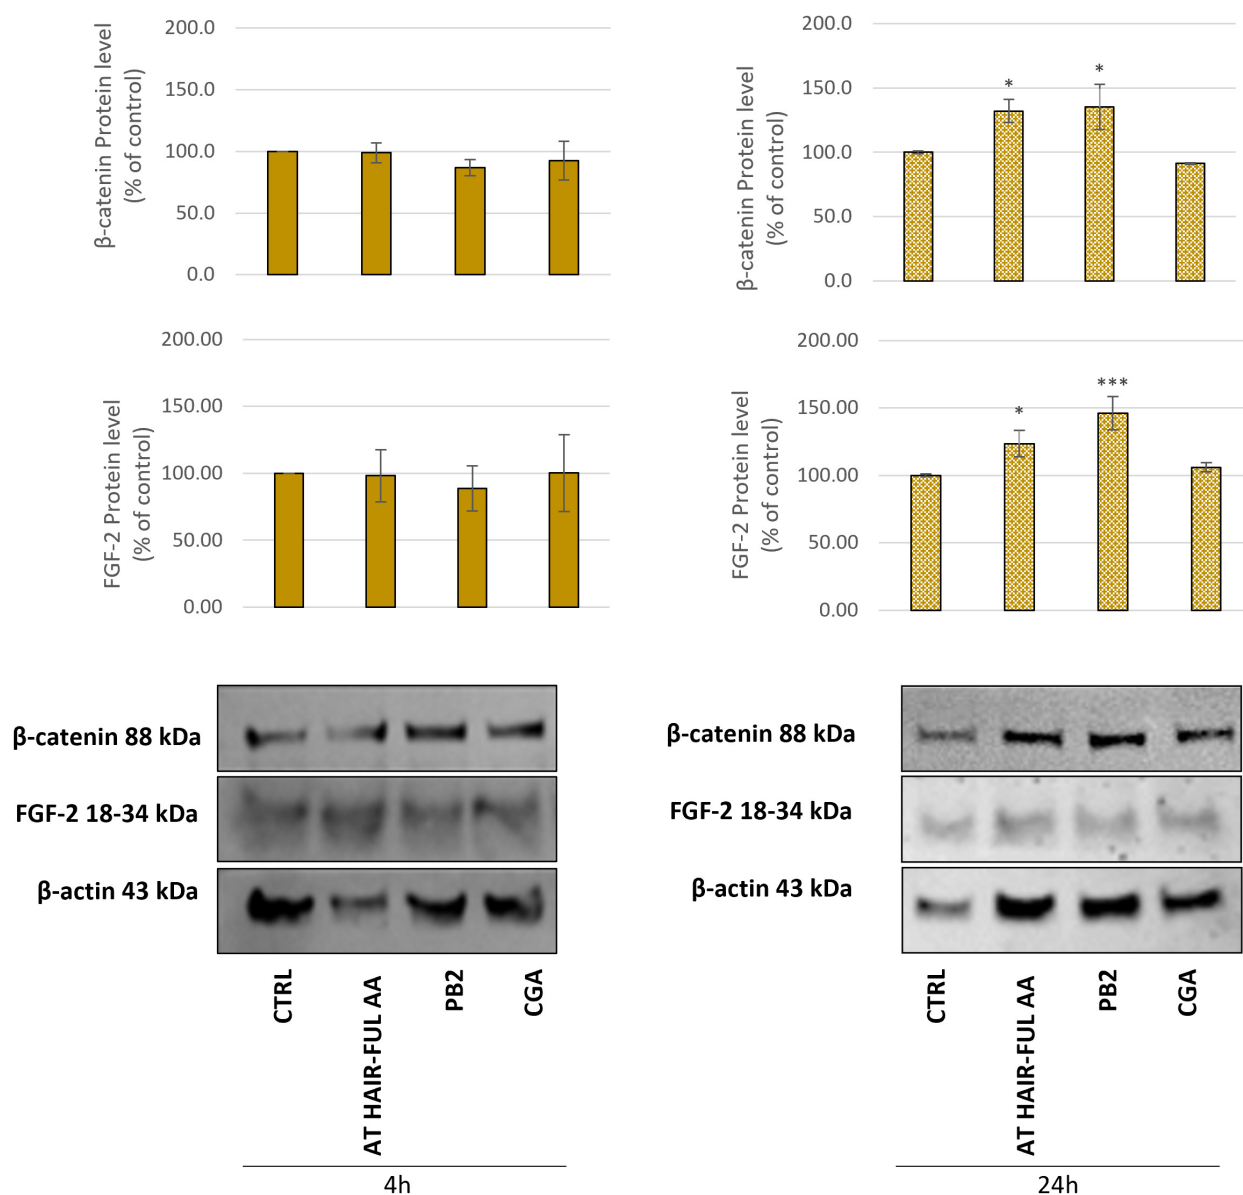 200.0
150.0
100.0
50.0
0.0
β-catenin Protein level
(% of control)
200.0
150.0
100.0
50.0
0.0
β-catenin Protein level
(% of control)
*
*
200.00
150.00
100.00
50.00
0.00
FGF-2 Protein level
(% of control)
200.00
150.00
100.00
50.00
0.00
FGF-2 Protein level
(% of control)
*
***
β-catenin 88 kDa
FGF-2 18-34 kDa
β-actin 43 kDa
CTRL
AT HAIR-FUL AA
PB2
CGA
4h
β-catenin 88 kDa
FGF-2 18-34 kDa
β-actin 43 kDa
CTRL
AT HAIR-FUL AA
PB2
CGA
24h